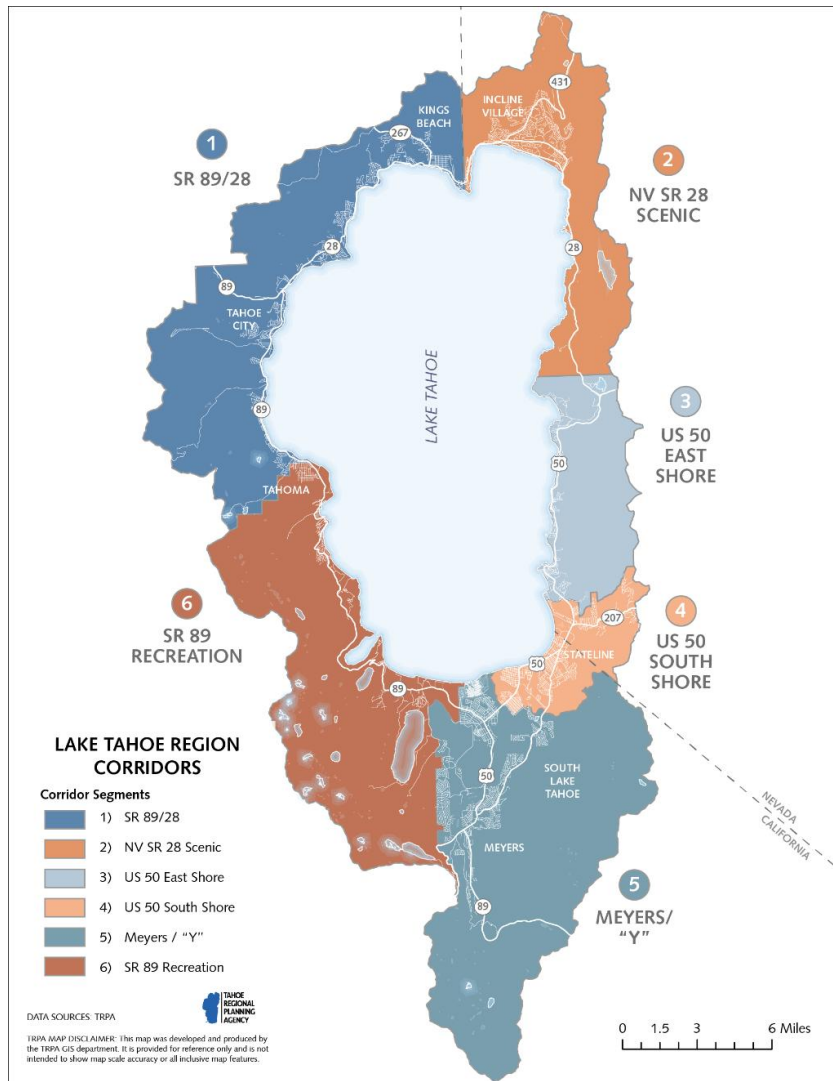 KINGS
BEACH
INCLINE
VILLAGE
431
267
1
SR 89/28
2
NV SR 28
SCENIC
28
28
89
TAHOE
CITY
LAKE TAHOE
89
3
US 50
EAST
SHORE
50
TAHOMA
6
SR 89
RECREATION
4
US 50
SOUTH
SHORE
207
STATELINE
50
89
LAKE TAHOE REGION
CORRIDORS
Corridor Segments
1) SR 89/28
2) NV SR 28 Scenic
3) US 50 East Shore
4) US 50 South Shore
5) Meyers / "Y"
6) SR 89 Recreation
50
SOUTH
LAKE
TAHOE
NEVADA
CALIFORNIA
MEYERS
5
MEYERS/
"Y"
89
DATA SOURCES: TRPA
TAHOE
REGIONAL
PLANNING
AGENCY
TRPA MAP DISCLAIMER: This map was developed and produced by
the TRPA GIS department. It is provided for reference only and is not
intended to show map scale accuracy or all inclusive map features.
0 1.5 3 6 Miles